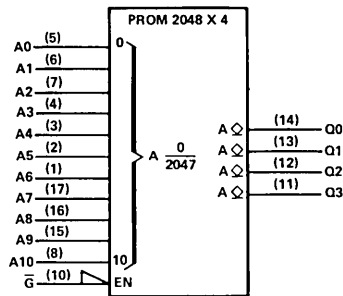 PROM 2048 X 4
A0 (5) 0
A1 (6)
A2 (7)
A3 (4)
A4 (3)
A5 (2)
A6 (1)
A7 (17)
A8 (16)
A9 (15)
A10 (8) 10
G̅ (10) EN
A 0/2047
A (14) Q0
A (13) Q1
A (12) Q2
A (11) Q3